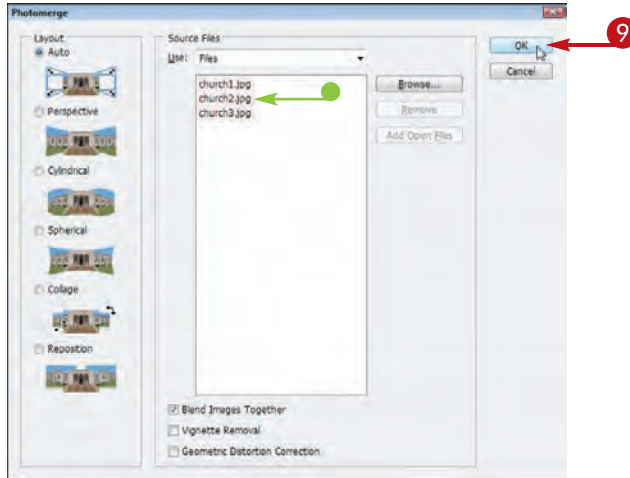 Photomerge
Layout
Auto
Perspective
Cylindrical
Spherical
Collage
Reposition
Source Files
Use: Files
church1.jpg
church2.jpg
church3.jpg
Browse...
Remove
Add Open Files
Blend Images Together
Vignette Removal
Geometric Distortion Correction
OK
Cancel
9